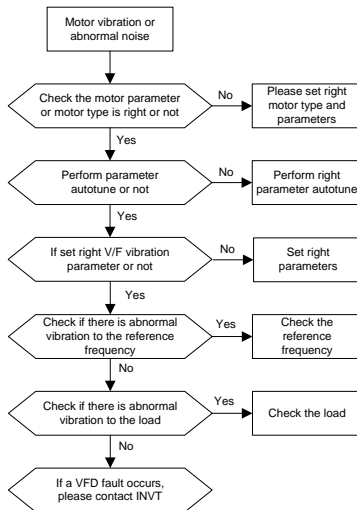 Motor vibration or
abnormal noise
Check the motor parameter
or motor type is right or not
No
Please set right
motor type and
parameters
Yes
Perform parameter
autotune or not
No
Perform right
parameter autotune
Yes
If set right V/F vibration
parameter or not
No
Set right
parameters
Yes
Check if there is abnormal
vibration to the reference
frequency
Yes
Check the
reference
frequency
No
Check if there is abnormal
vibration to the load
Yes
Check the load
No
If a VFD fault occurs,
please contact INVT